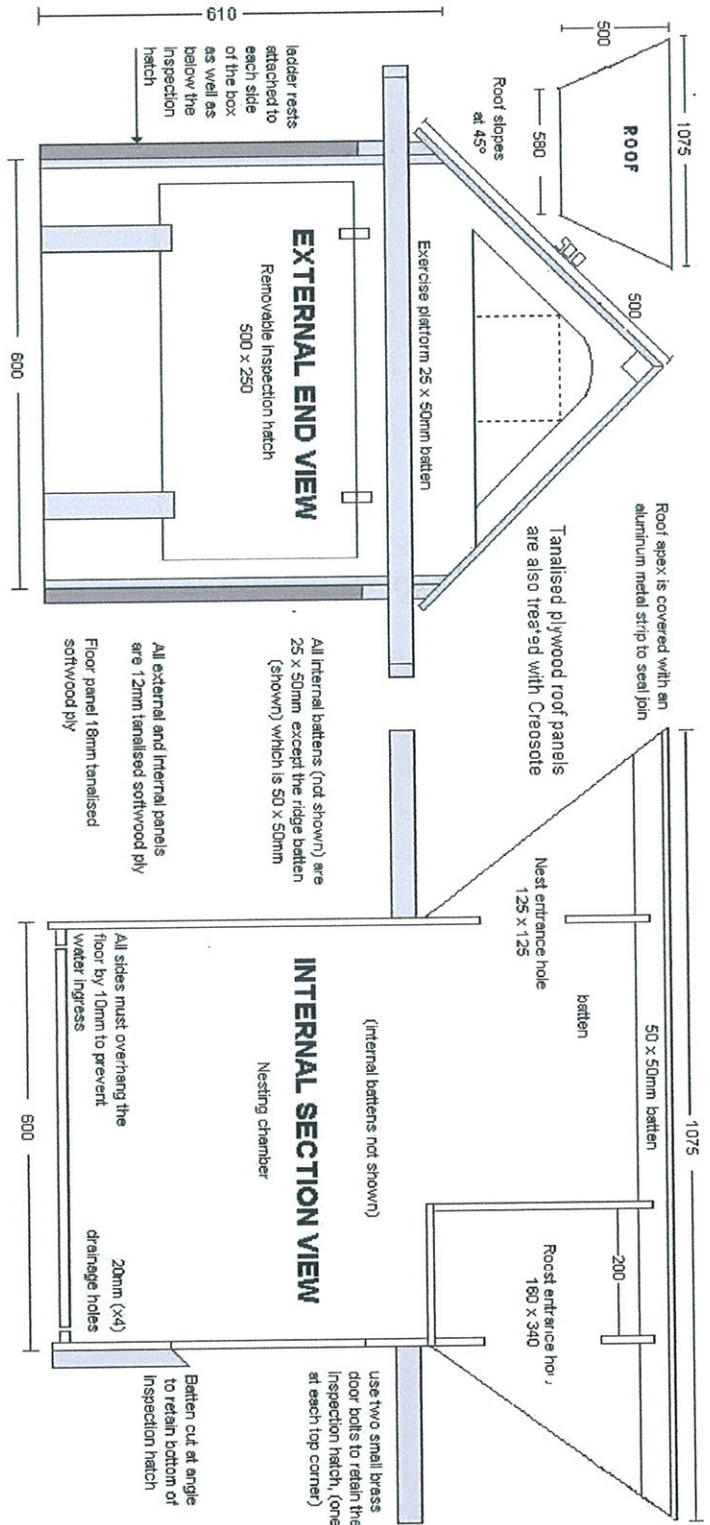 1075
500
ROOF
580
Roof slopes
at 45°
500
500
610
ladder rests
attached to
each side
of the box
as well as
below the
inspection
hatch
Exercise platform 25 x 50mm batten
EXTERNAL END VIEW
Removable inspection hatch
500 x 250
600
Roof apex is covered with an
aluminum metal strip to seal join
Tanalised plywood roof panels
are also treated with Creosote
All internal battens (not shown) are
25 x 50mm except the ridge batten
(shown) which is 50 x 50mm
All external and internal panels
are 12mm tanalised softwood ply
Floor panel 18mm tanalised
softwood ply
1075
50 x 50mm batten
batten
Nest entrance hole
125 x 125
200
Roost entrance
160 x 340
(internal battens not shown)
INTERNAL SECTION VIEW
Nesting chamber
All sides must overhang the
floor by 10mm to prevent
water ingress
20mm (x4)
drainage holes
600
use two small brass
door bolts to retain the
inspection hatch, (one
at each top corner)
Batten cut at angle
to retain bottom of
inspection hatch